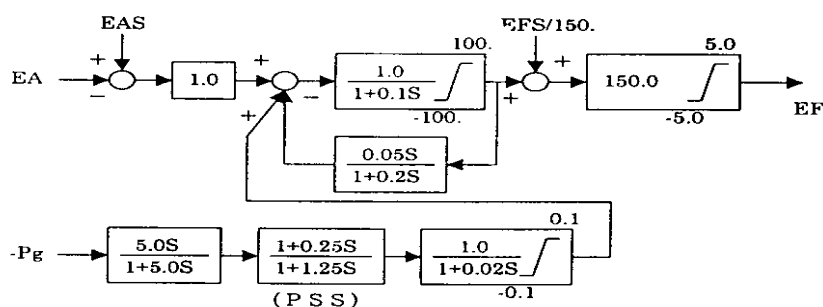 EAS
EFS/150.
100.
5.0
+
+
+
EA
1.0
1.0
1+0.1S
150.0
−
−
+
+
-100.
-5.0
EF
0.05S
1+0.2S
0.1
-Pg
5.0S
1+5.0S
1+0.25S
1+1.25S
1.0
1+0.02S
-0.1
(PSS)